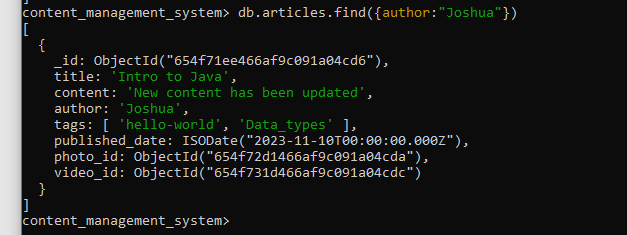 ]
content_management_system> db.articles.find({author:"Joshua"})
[
  {
    _id: ObjectId("654f71ee466af9c091a04cd6"),
    title: 'Intro to Java',
    content: 'New content has been updated',
    author: 'Joshua',
    tags: [ 'hello-world', 'Data_types' ],
    published_date: ISODate("2023-11-10T00:00:00.000Z"),
    photo_id: ObjectId("654f72d1466af9c091a04cda"),
    video_id: ObjectId("654f731d466af9c091a04cdc")
  }
]
content_management_system>